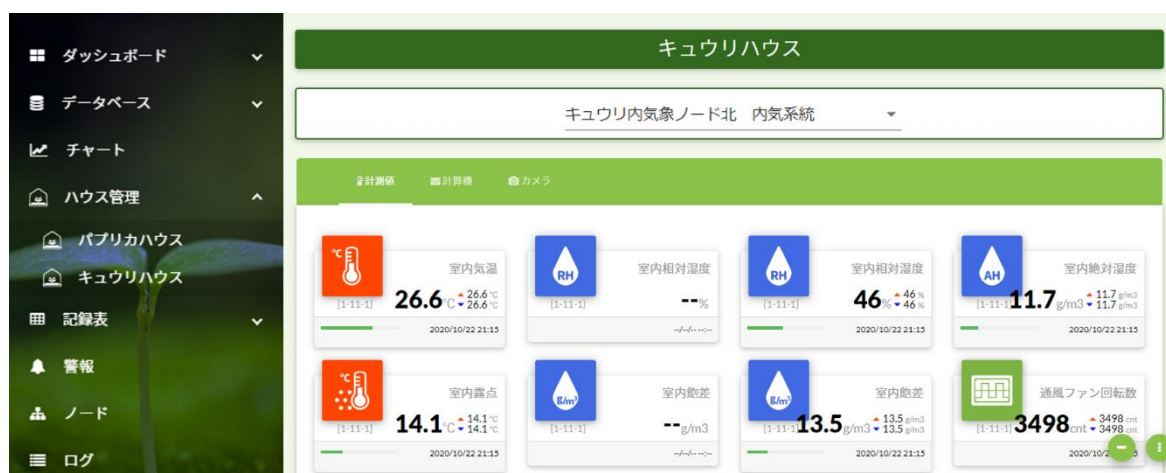 ダッシュボード
データベース
チャート
ハウス管理
パプリカハウス
キュウリハウス
記録表
警報
ノード
ログ
キュウリハウス
キュウリ内気象ノード北 内気系統
計測値 計算機 カメラ
℃
室内気温
[1-11-1] 26.6℃ 26.6℃
26.6℃
2020/10/22 21:15
RH
室内相対湿度
[1-11-1] --%
--/--/-- --:--
RH
室内相対湿度
[1-11-1] 46% 46%
46%
2020/10/22 21:15
AH
室内絶対湿度
[1-11-1] 11.7g/m3 11.7g/m3
11.7g/m3
2020/10/22 21:15
℃
室内露点
[1-11-1] 14.1℃ 14.1℃
14.1℃
2020/10/22 21:15
g/m³
室内飽差
[1-11-1] --g/m3
--/--/-- --:--
g/m³
室内飽差
[1-11-1] 13.5g/m3 13.5g/m3
13.5g/m3
2020/10/22 21:15
通風ファン回転数
[1-11-1] 3498cnt 3498cnt
3498cnt
2020/10/2